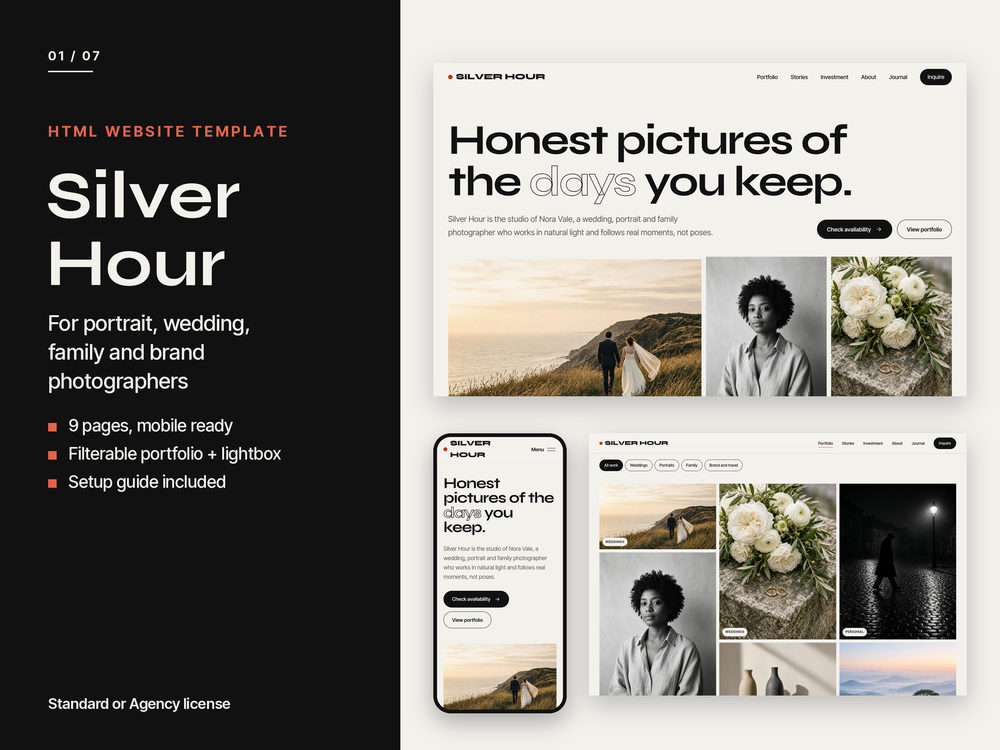 01 / 07
HTML WEBSITE TEMPLATE
Silver
Hour
For portrait, wedding,
family and brand
photographers
9 pages, mobile ready
Filterable portfolio + lightbox
Setup guide included
Standard or Agency license
SILVER HOUR
Portfolio Stories Investment About Journal Inquire
Honest pictures of
the days you keep.
Silver Hour is the studio of Nora Vale, a wedding, portrait and family
photographer who works in natural light and follows real moments, not poses.
Check availability → View portfolio
SILVER
HOUR
Menu
Honest
pictures of the
days you
keep.
Silver Hour is the studio of Nora Vale, a
wedding, portrait and family photographer
who works in natural light and follows real
moments, not poses.
Check availability →
View portfolio
SILVER HOUR
Portfolio Stories Investment About Journal Inquire
All work Weddings Portraits Family Brand and travel
WEDDINGS
WEDDINGS
PERSONAL